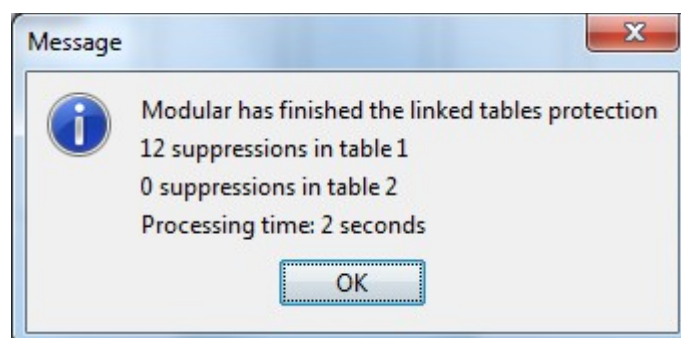 Message
Modular has finished the linked tables protection
12 suppressions in table 1
0 suppressions in table 2
Processing time: 2 seconds
OK